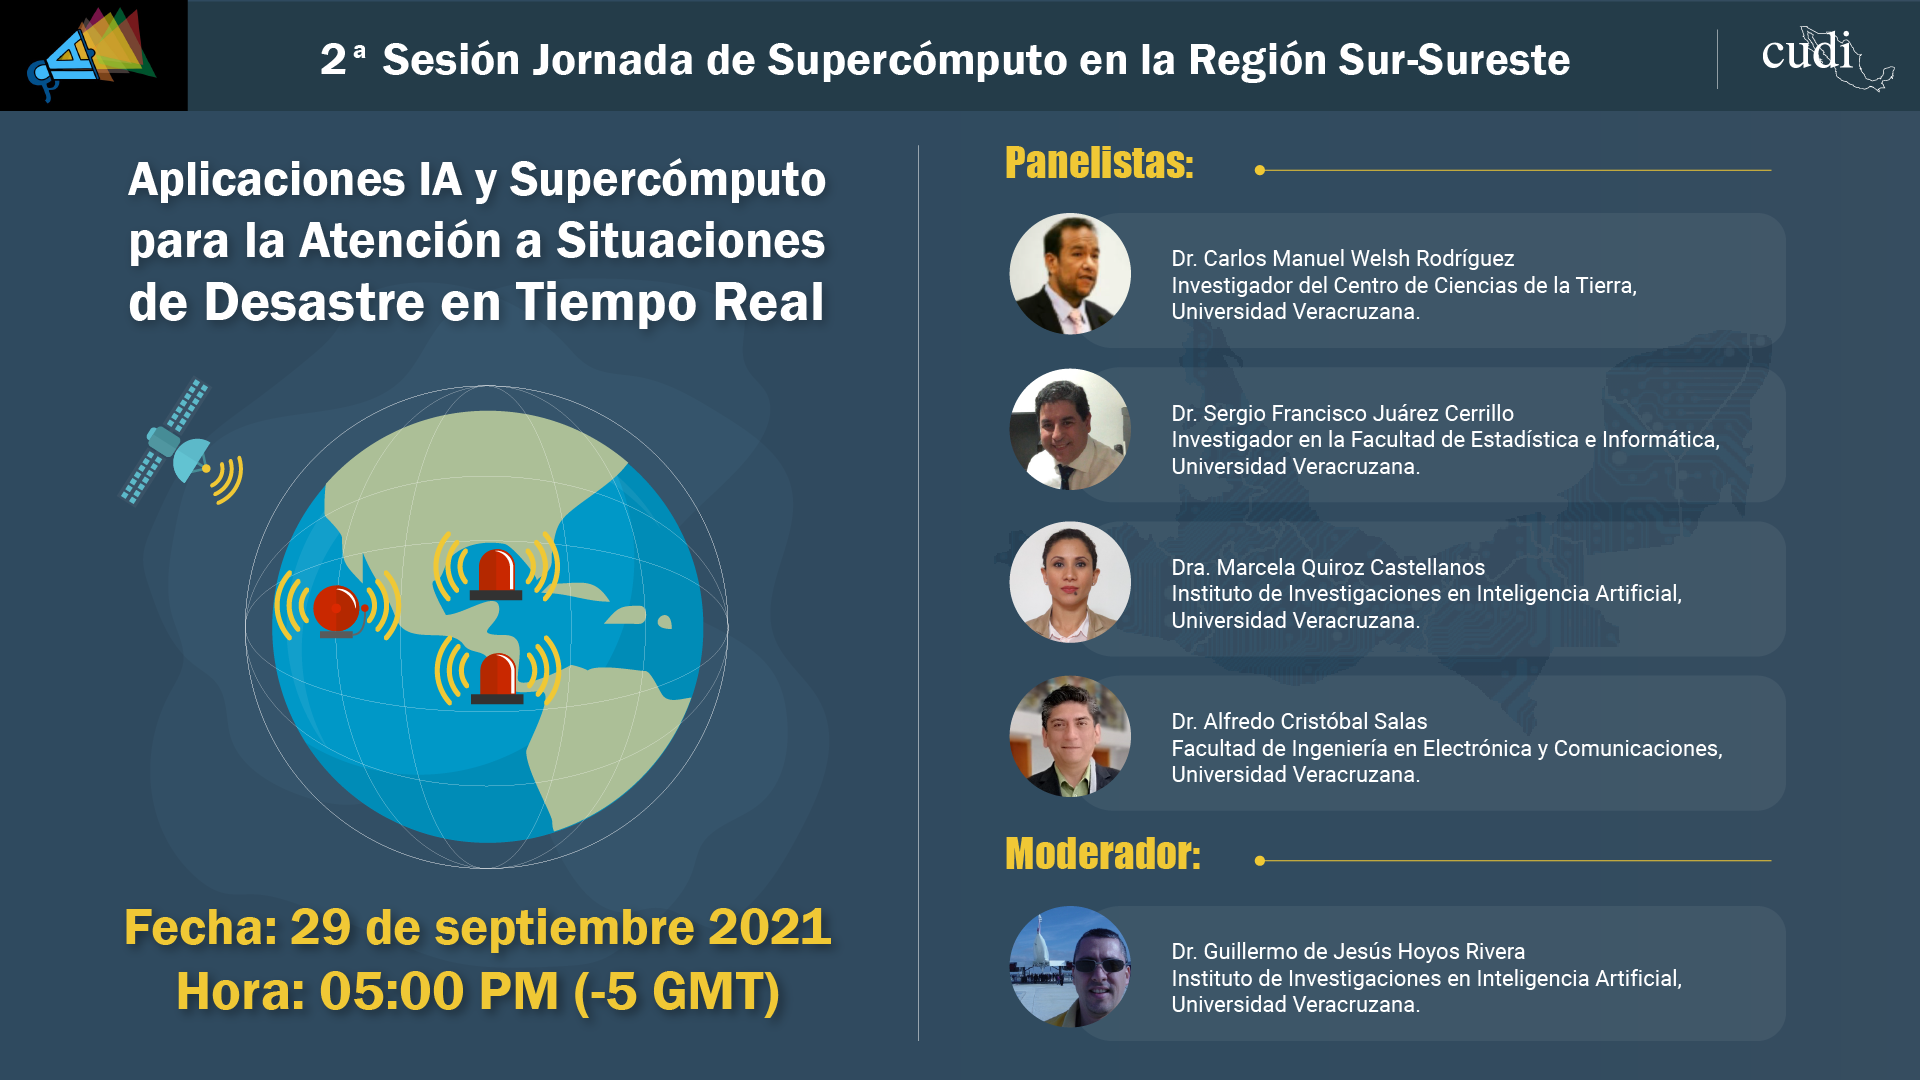 2ª Sesión Jornada de Supercómputo en la Región Sur-Sureste
cudi
Aplicaciones IA y Supercómputo
para la Atención a Situaciones
de Desastre en Tiempo Real
Fecha: 29 de septiembre 2021
Hora: 05:00 PM (-5 GMT)
Panelistas:
Dr. Carlos Manuel Welsh Rodríguez
Investigador del Centro de Ciencias de la Tierra,
Universidad Veracruzana.
Dr. Sergio Francisco Juárez Cerrillo
Investigador en la Facultad de Estadística e Informática,
Universidad Veracruzana.
Dra. Marcela Quiroz Castellanos
Instituto de Investigaciones en Inteligencia Artificial,
Universidad Veracruzana.
Dr. Alfredo Cristóbal Salas
Facultad de Ingeniería en Electrónica y Comunicaciones,
Universidad Veracruzana.
Moderador:
Dr. Guillermo de Jesús Hoyos Rivera
Instituto de Investigaciones en Inteligencia Artificial,
Universidad Veracruzana.